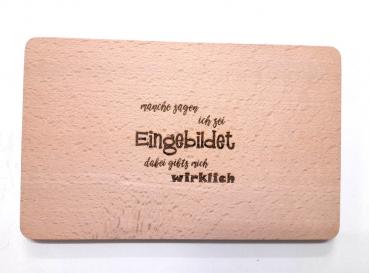 manche sagen
ich sei
Eingebildet
dabei gibts mich
wirklich